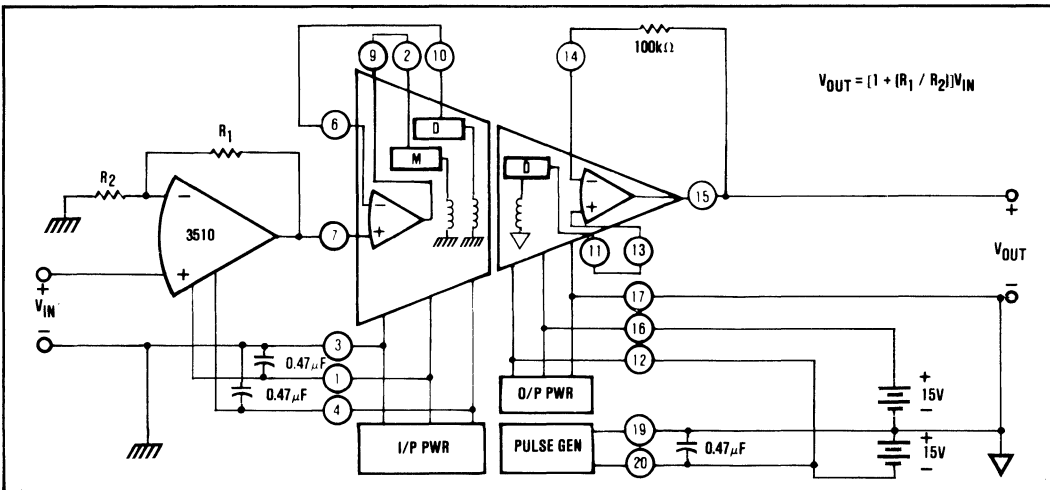 9
2
10
14
100kΩ
V_OUT = [1 + (R_1 / R_2)]V_IN
6
D
R_1
M
D
R_2
−
−
−
+
+
15
+
3510
7
11
13
V_OUT
+
+
V_IN
−
17
−
16
3
0.47μF
12
1
0.47μF
4
O/P PWR
+
15V
−
I/P PWR
PULSE GEN
19
20
0.47μF
+
15V
−